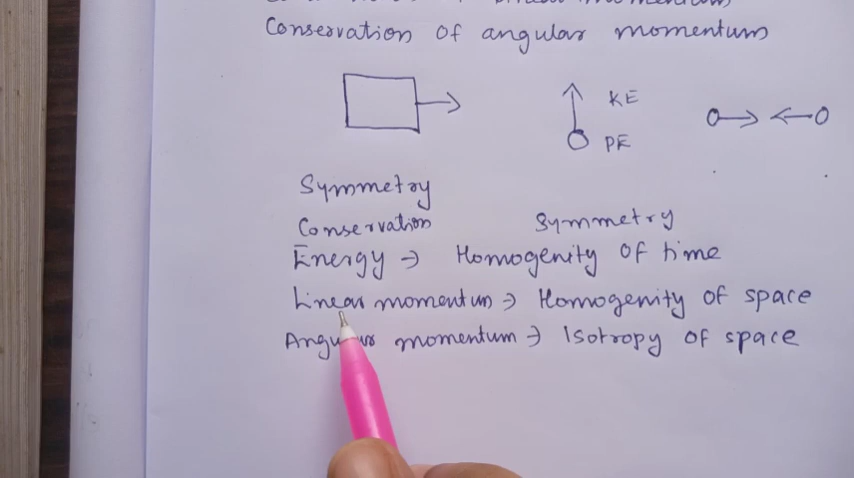 Conservation of angular momentum
KE
PE
Symmetry
Conservation Symmetry
Energy → Homogenity of time
Linear momentum → Homogenity of space
Angular momentum → Isotropy of space